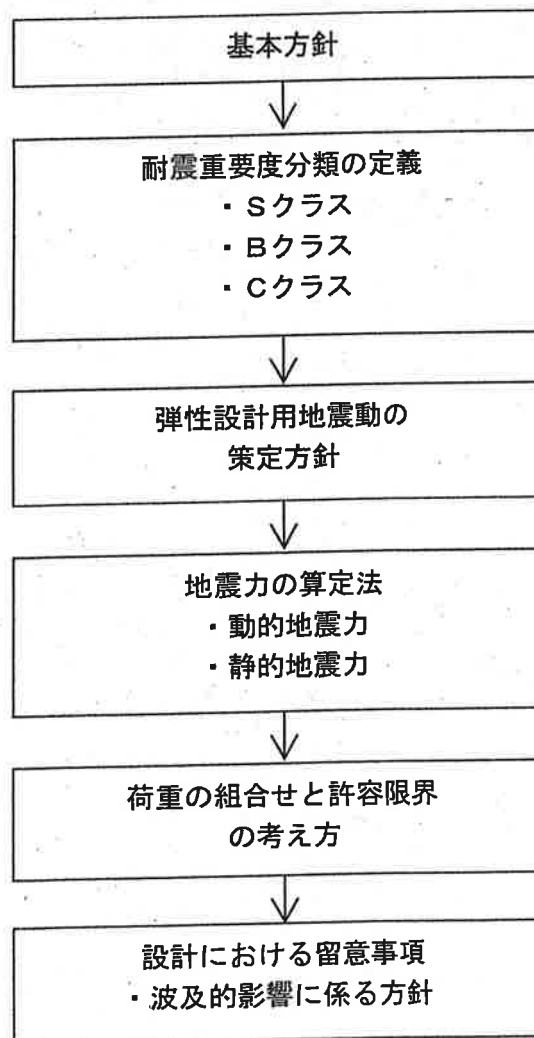 基本方針
耐震重要度分類の定義
・Sクラス
・Bクラス
・Cクラス
弾性設計用地震動の
策定方針
地震力の算定法
・動的地震力
・静的地震力
荷重の組合せと許容限界
の考え方
設計における留意事項
・波及的影響に係る方針